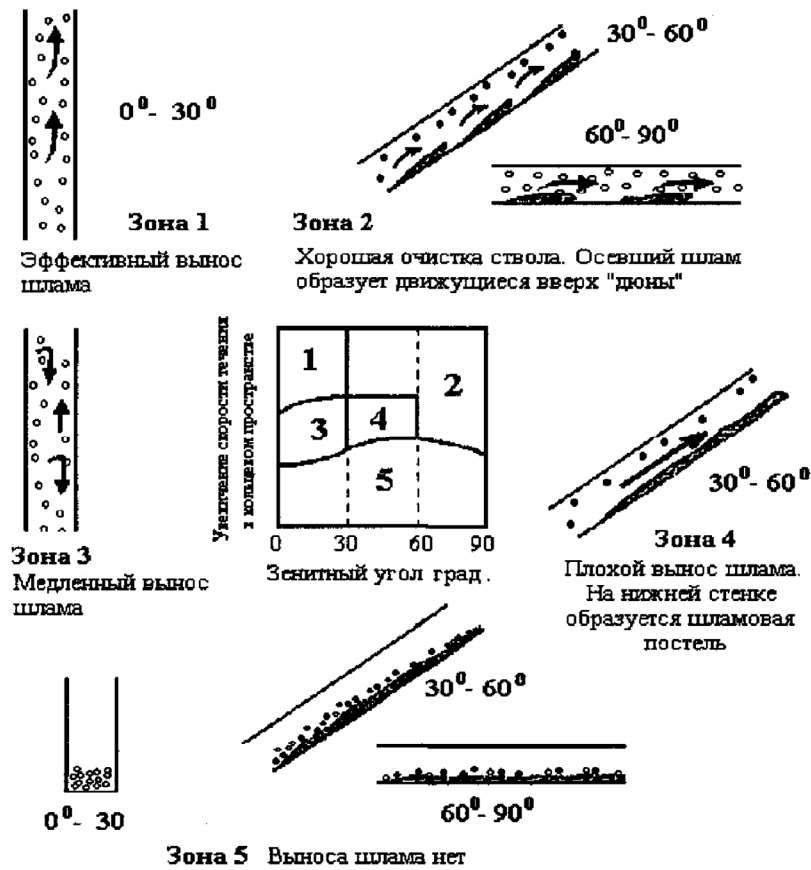 0⁰- 30⁰
Зона 1
Эффективный вынос
шлама
30⁰- 60⁰
60⁰- 90⁰
Зона 2
Хорошая очистка ствола. Осевший шлам
образует движущиеся вверх "дюны"
Зона 3
Медленный вынос
шлама
Увеличение скорости течения
в кольцевом пространстве
1
2
3
4
5
0 30 60 90
Зенитный угол град .
30⁰- 60⁰
Зона 4
Плохой вынос шлама.
На нижней стенке
образуется шламовая
постель
0⁰- 30
30⁰- 60⁰
60⁰- 90⁰
Зона 5 Выноса шлама нет